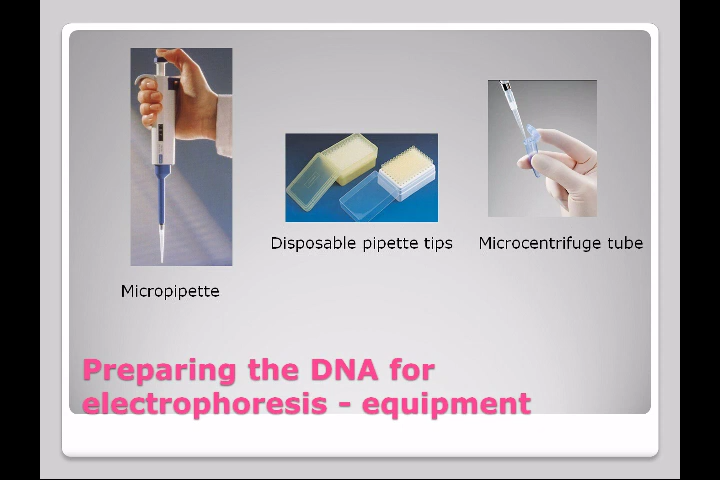 Disposable pipette tips
Microcentrifuge tube
Micropipette
Preparing the DNA for
electrophoresis - equipment